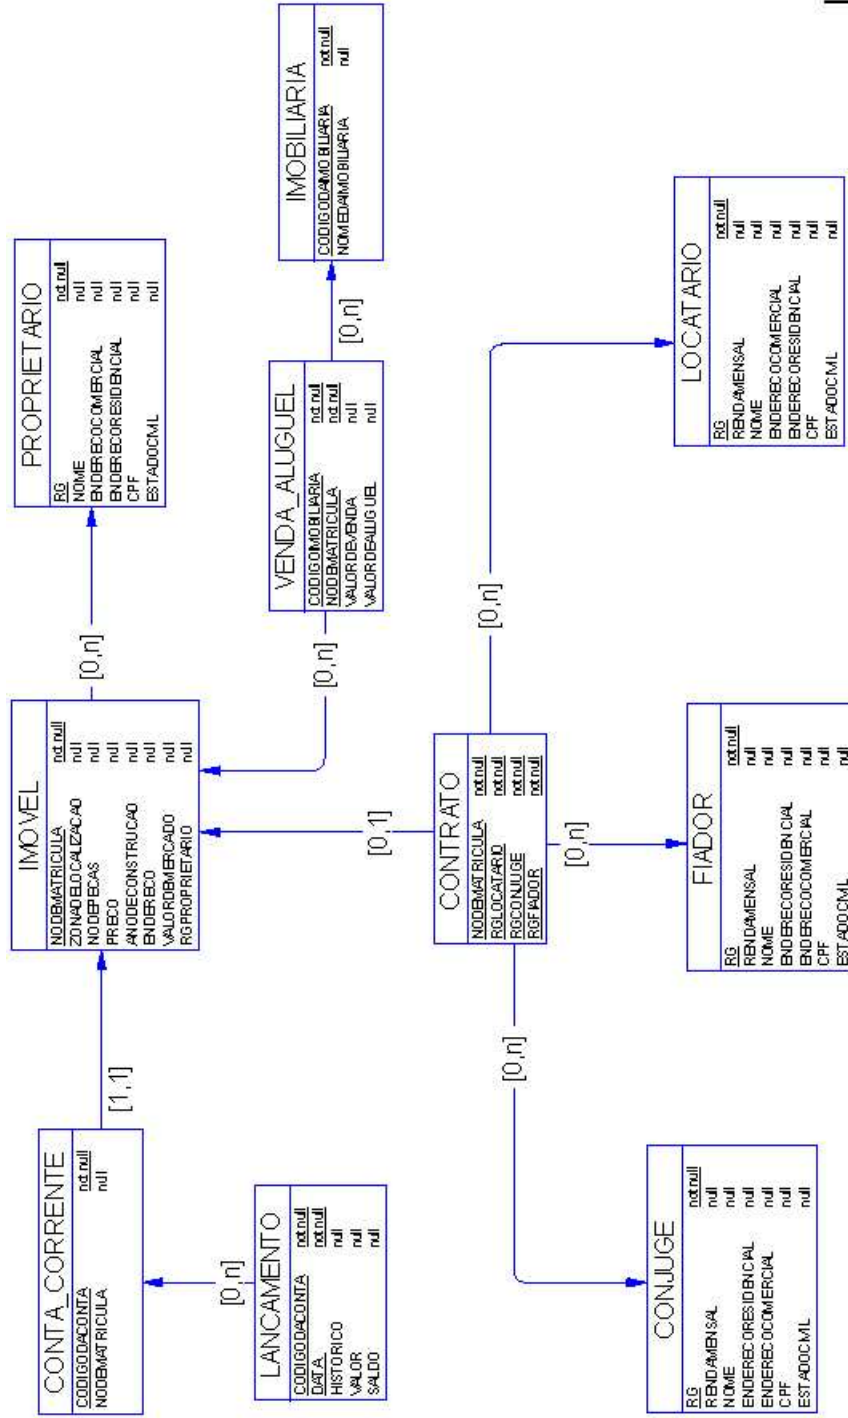 CONTA_CORRENTE
CODIGODACONTA not null
NODEMATRICULA null
[1,1]
LANCAMENTO
CODIGODACONTA not null
DATA not null
HISTORICO null
VALOR null
SALDO null
[0,n]
IMOVEL
NODEMATRICULA not null
ZONADELOCALIZACAO null
NODEPECAS null
PRECO null
ANODECONSTRUCAO null
ENDERECO null
VALORDEMERCADO null
RGPROPRIETARIO null
[0,n]
PROPRIETARIO
RG not null
NOME null
ENDERECOCOMERCIAL null
ENDERECORESIDENCIAL null
CPF null
ESTADOCIVIL null
[0,n]
VENDA_ALUGUEL
CODIGOIMOBILIARIA not null
NODEMATRICULA not null
VALORDEVENDA null
VALORDEALUGUEL null
[0,n]
IMOBILIARIA
CODIGODAIMOBILIARIA not null
NOMEDAIMOBILIARIA null
[0,1]
CONTRATO
NODEMATRICULA not null
RGLOCATARIO not null
RGCONJUGE not null
RGFIADOR not null
[0,n]
[0,n]
[0,n]
CONJUGE
RG not null
RENDAMENSAL null
NOME null
ENDERECORESIDENCIAL null
ENDERECOCOMERCIAL null
CPF null
ESTADOCIVIL null
FIADOR
RG not null
RENDAMENSAL null
NOME null
ENDERECORESIDENCIAL null
ENDERECOCOMERCIAL null
CPF null
ESTADOCIVIL null
LOCATARIO
RG not null
RENDAMENSAL null
NOME null
ENDERECOCOMERCIAL null
ENDERECORESIDENCIAL null
CPF null
ESTADOCIVIL null